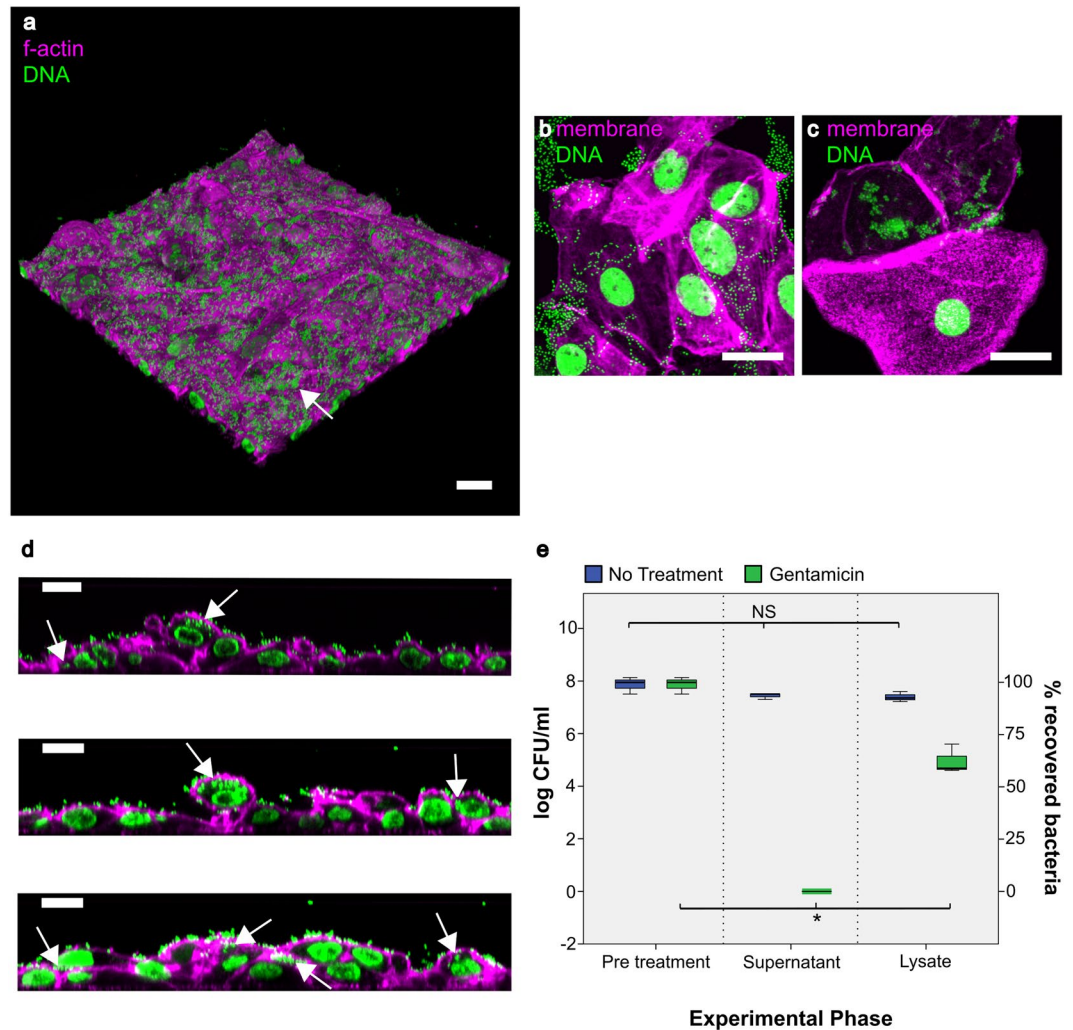 a
f-actin
DNA
b membrane
DNA
c membrane
DNA
d
e
No Treatment Gentamicin
NS
10
8
6
4
2
0
-2
log CFU/ml
100
75
50
25
0
% recovered bacteria
*
Pre treatment Supernatant Lysate
Experimental Phase